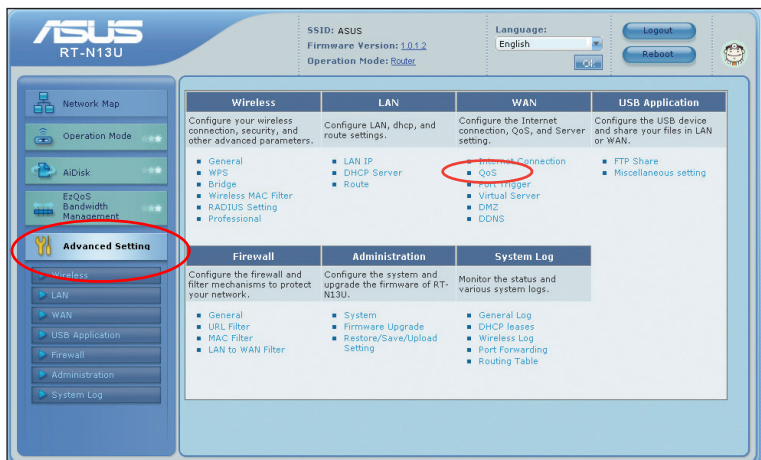 ASUS
RT-N13U
SSID: ASUS
Firmware Version: 1.0.1.2
Operation Mode: Router
Language:
English
OK
Logout
Reboot
Network Map
Operation Mode
AiDisk
EzQoS
Bandwidth
Management
Advanced Setting
Wireless
LAN
WAN
USB Application
Firewall
Administration
System Log
Wireless
Configure your wireless
connection, security, and
other advanced parameters.
General
WPS
Bridge
Wireless MAC Filter
RADIUS Setting
Professional
LAN
Configure LAN, dhcp, and
route settings.
LAN IP
DHCP Server
Route
WAN
Configure the Internet
connection, QoS, and Server
setting.
Internet Connection
QoS
Port Trigger
Virtual Server
DMZ
DDNS
USB Application
Configure the USB device
and share your files in LAN
or WAN.
FTP Share
Miscellaneous setting
Firewall
Configure the firewall and
filter mechanisms to protect
your network.
General
URL Filter
MAC Filter
LAN to WAN Filter
Administration
Configure the system and
upgrade the firmware of RT-
N13U.
System
Firmware Upgrade
Restore/Save/Upload
Setting
System Log
Monitor the status and
various system logs.
General Log
DHCP leases
Wireless Log
Port Forwarding
Routing Table